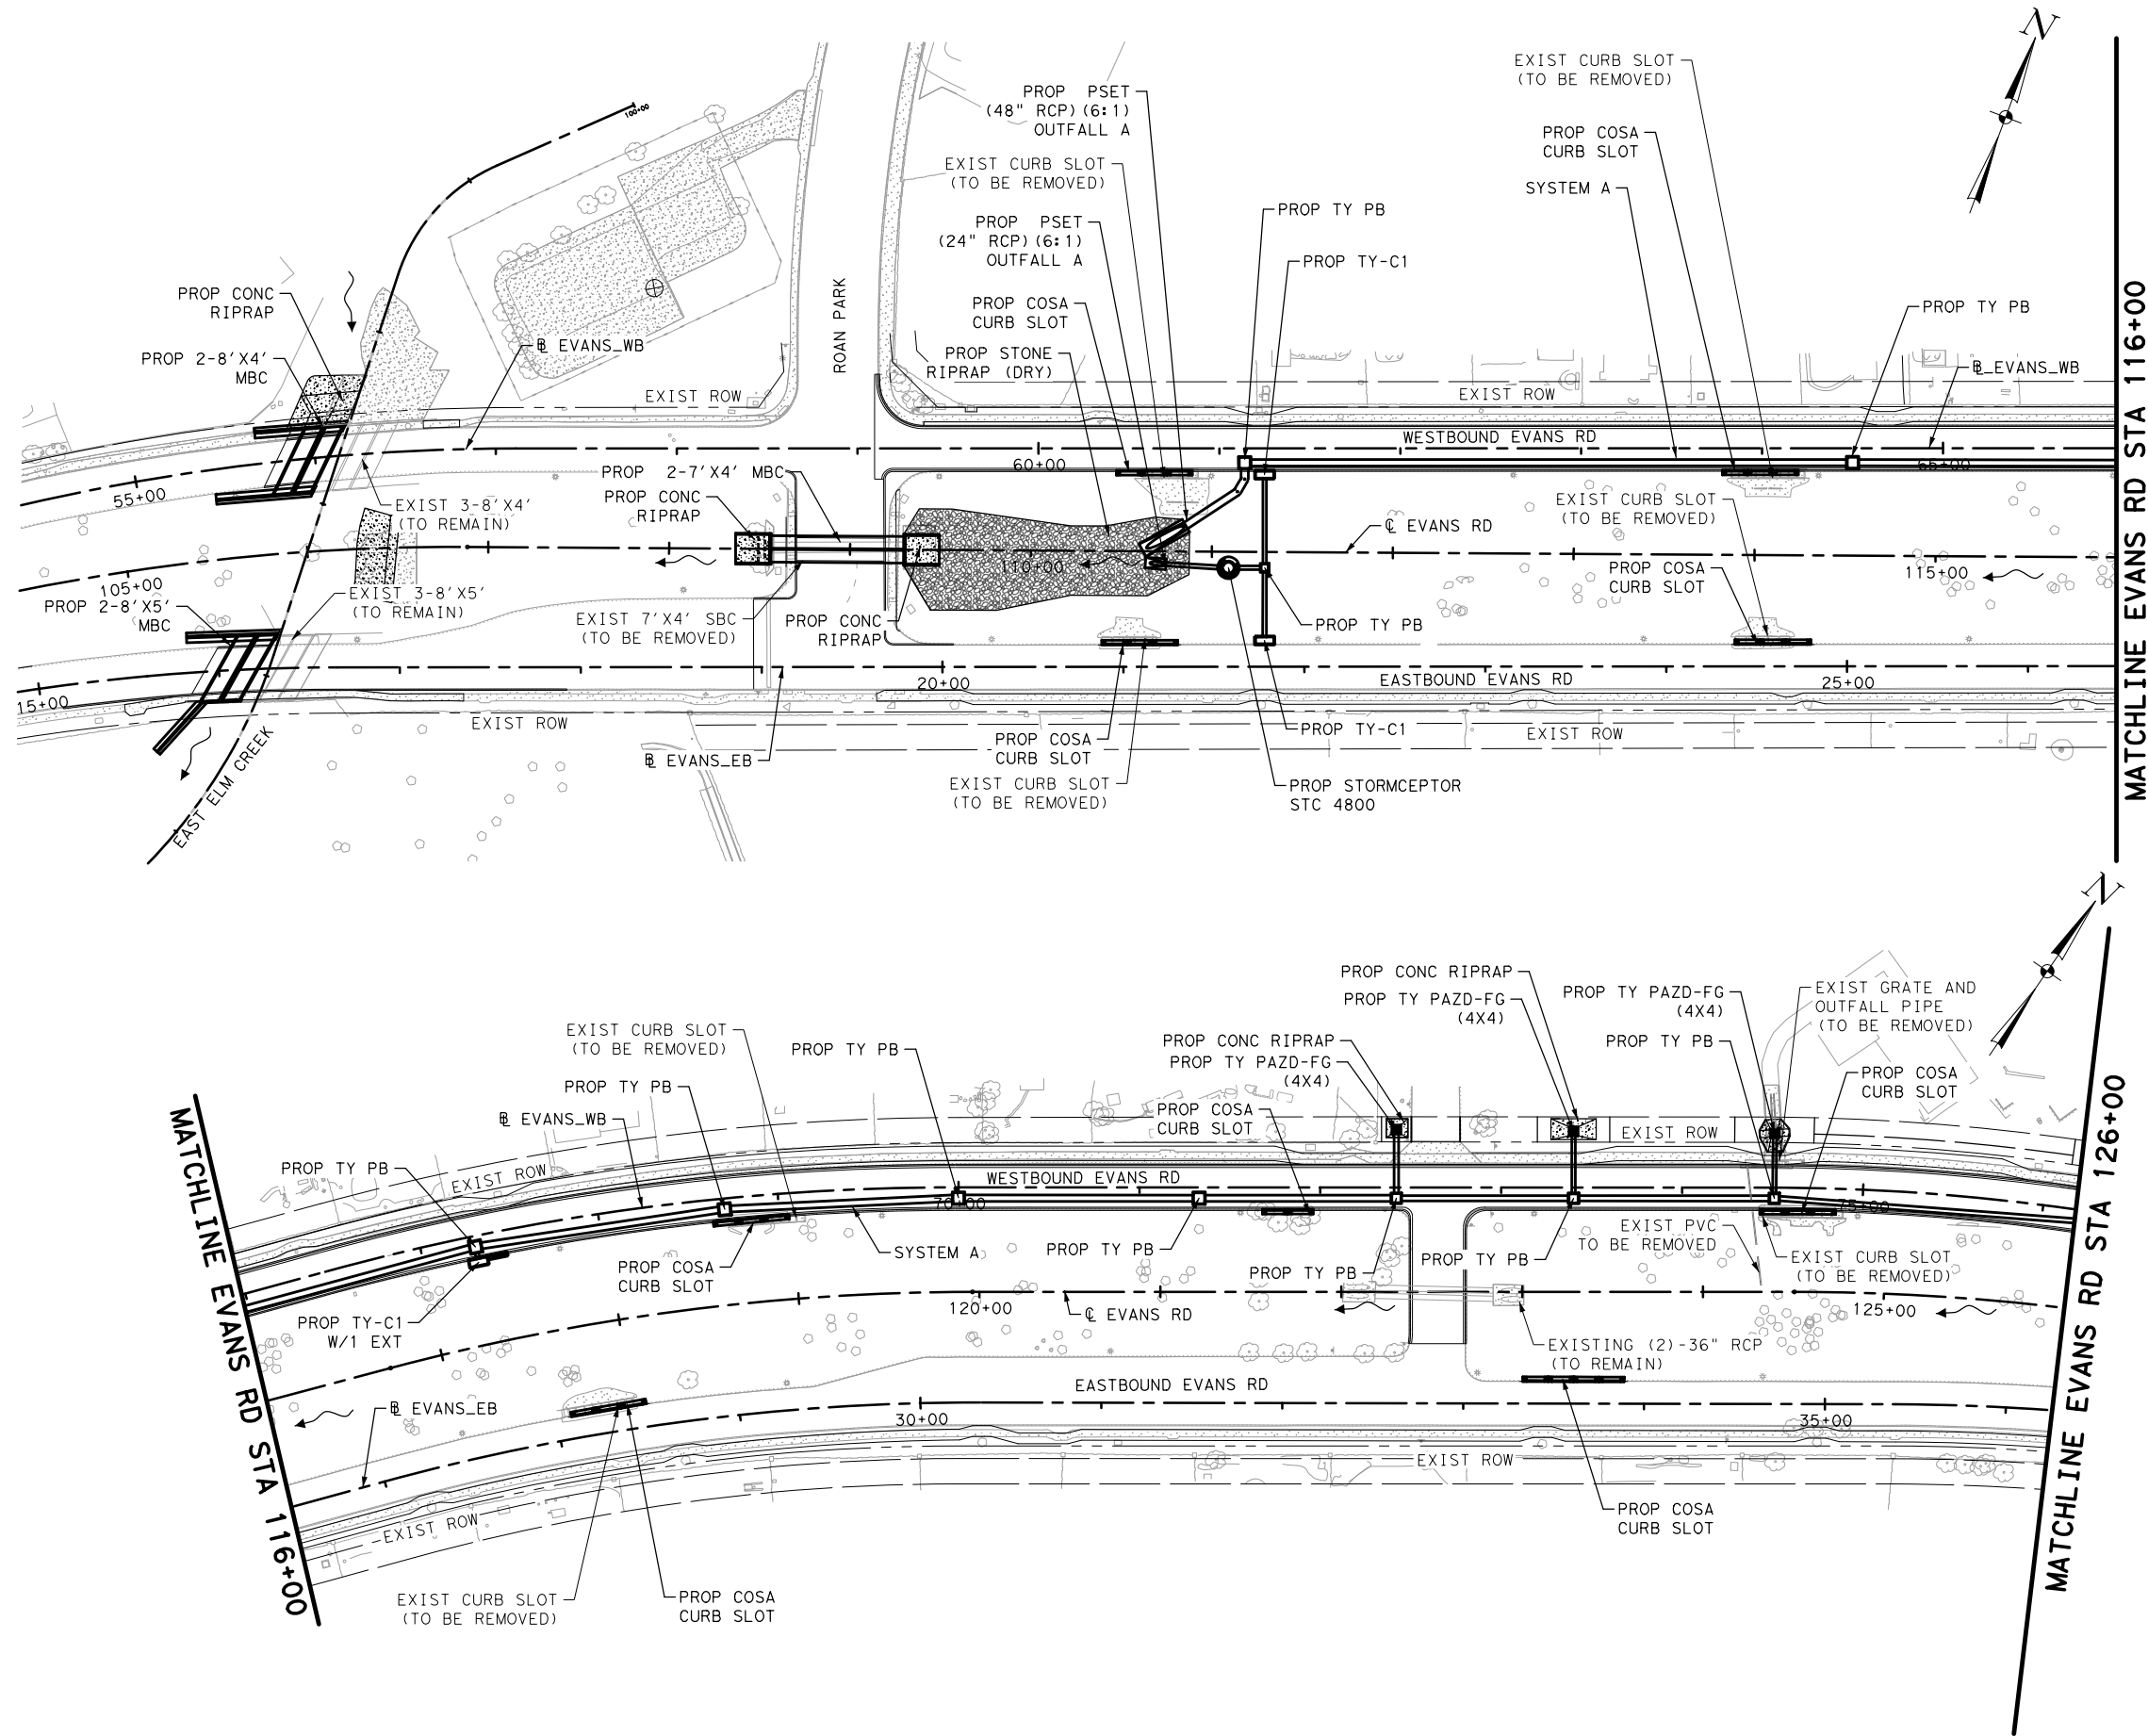 N
EXIST CURB SLOT
(TO BE REMOVED)
PROP PSET
(48" RCP)(6:1)
OUTFALL A
100+00
PROP COSA
CURB SLOT
EXIST CURB SLOT
(TO BE REMOVED)
SYSTEM A
PROP TY PB
PROP PSET
(24" RCP)(6:1)
OUTFALL A
PROP TY-C1
PROP CONC
RIPRAP
ROAN PARK
PROP COSA
CURB SLOT
PROP TY PB
MATCHLINE EVANS RD STA 116+00
PROP 2-8'X4'
MBC
BL EVANS_WB
PROP STONE
RIPRAP (DRY)
BL EVANS_WB
EXIST ROW
EXIST ROW
WESTBOUND EVANS RD
60+00
65+00
55+00
PROP 2-7'X4' MBC
PROP CONC
RIPRAP
EXIST 3-8'X4'
(TO REMAIN)
EXIST CURB SLOT
(TO BE REMOVED)
CL EVANS RD
110+00
105+00
115+00
PROP COSA
CURB SLOT
EXIST 3-8'X5'
(TO REMAIN)
PROP 2-8'X5'
MBC
EXIST 7'X4' SBC
(TO BE REMOVED)
PROP CONC
RIPRAP
PROP TY PB
15+00
20+00
EASTBOUND EVANS RD
25+00
EXIST ROW
PROP TY-C1
EXIST ROW
PROP COSA
CURB SLOT
BL EVANS_EB
EAST ELM CREEK
EXIST CURB SLOT
(TO BE REMOVED)
PROP STORMCEPTOR
STC 4800
N
PROP CONC RIPRAP
PROP TY PAZD-FG
(4X4)
PROP TY PAZD-FG
(4X4)
EXIST GRATE AND
OUTFALL PIPE
(TO BE REMOVED)
EXIST CURB SLOT
(TO BE REMOVED)
PROP TY PB
PROP CONC RIPRAP
PROP TY PAZD-FG
(4X4)
PROP TY PB
PROP COSA
CURB SLOT
PROP TY PB
BL EVANS_WB
PROP COSA
CURB SLOT
EXIST ROW
MATCHLINE EVANS RD STA 126+00
MATCHLINE EVANS RD STA 116+00
PROP TY PB
EXIST ROW
WESTBOUND EVANS RD
70+00
75+00
EXIST PVC
TO BE REMOVED
SYSTEM A
PROP TY PB
PROP TY PB
PROP TY PB
EXIST CURB SLOT
(TO BE REMOVED)
PROP COSA
CURB SLOT
120+00
CL EVANS RD
125+00
PROP TY-C1
W/1 EXT
EXISTING (2)-36" RCP
(TO REMAIN)
EASTBOUND EVANS RD
BL EVANS_EB
30+00
35+00
EXIST ROW
EXIST ROW
PROP COSA
CURB SLOT
EXIST CURB SLOT
(TO BE REMOVED)
PROP COSA
CURB SLOT